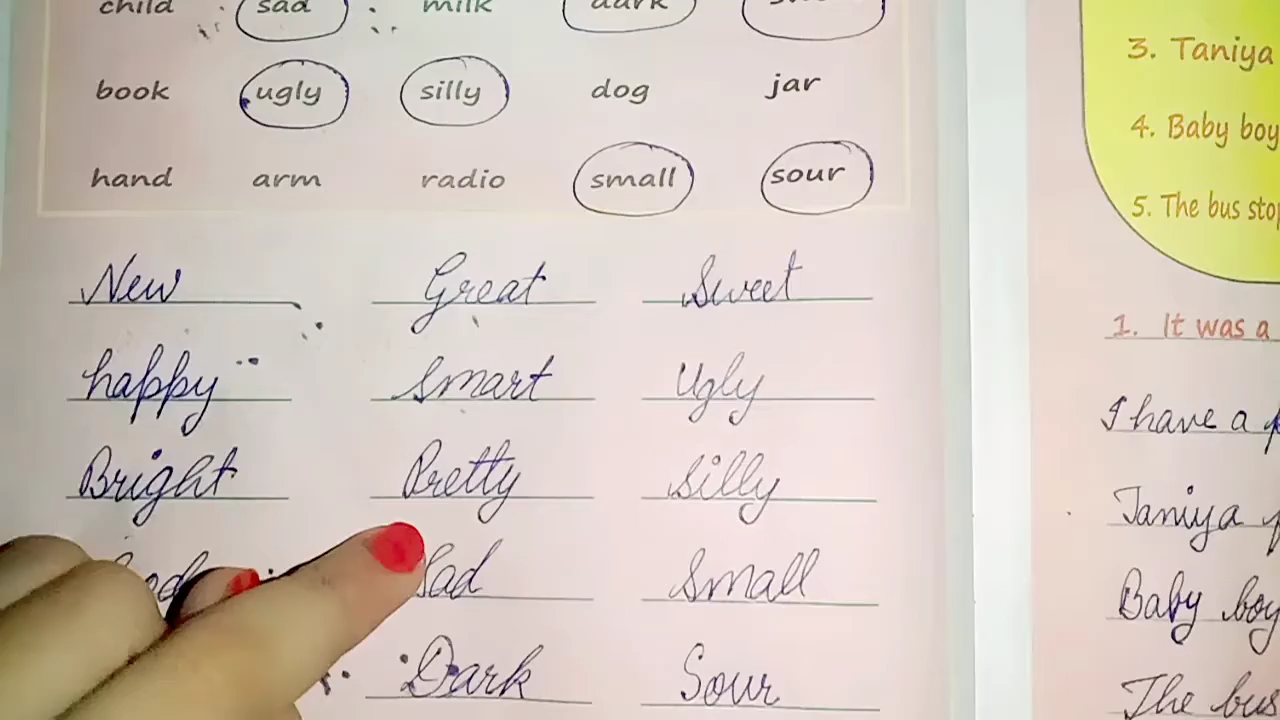 child sad milk dark
book ugly silly dog jar
hand arm radio small sour
New Great Sweet
happy Smart Ugly
Bright Pretty Silly
Sad Small
Dark Sour
3. Taniya
4. Baby boy
5. The bus stop
1. It was a
I have a
Taniya
Baby boy
The bus